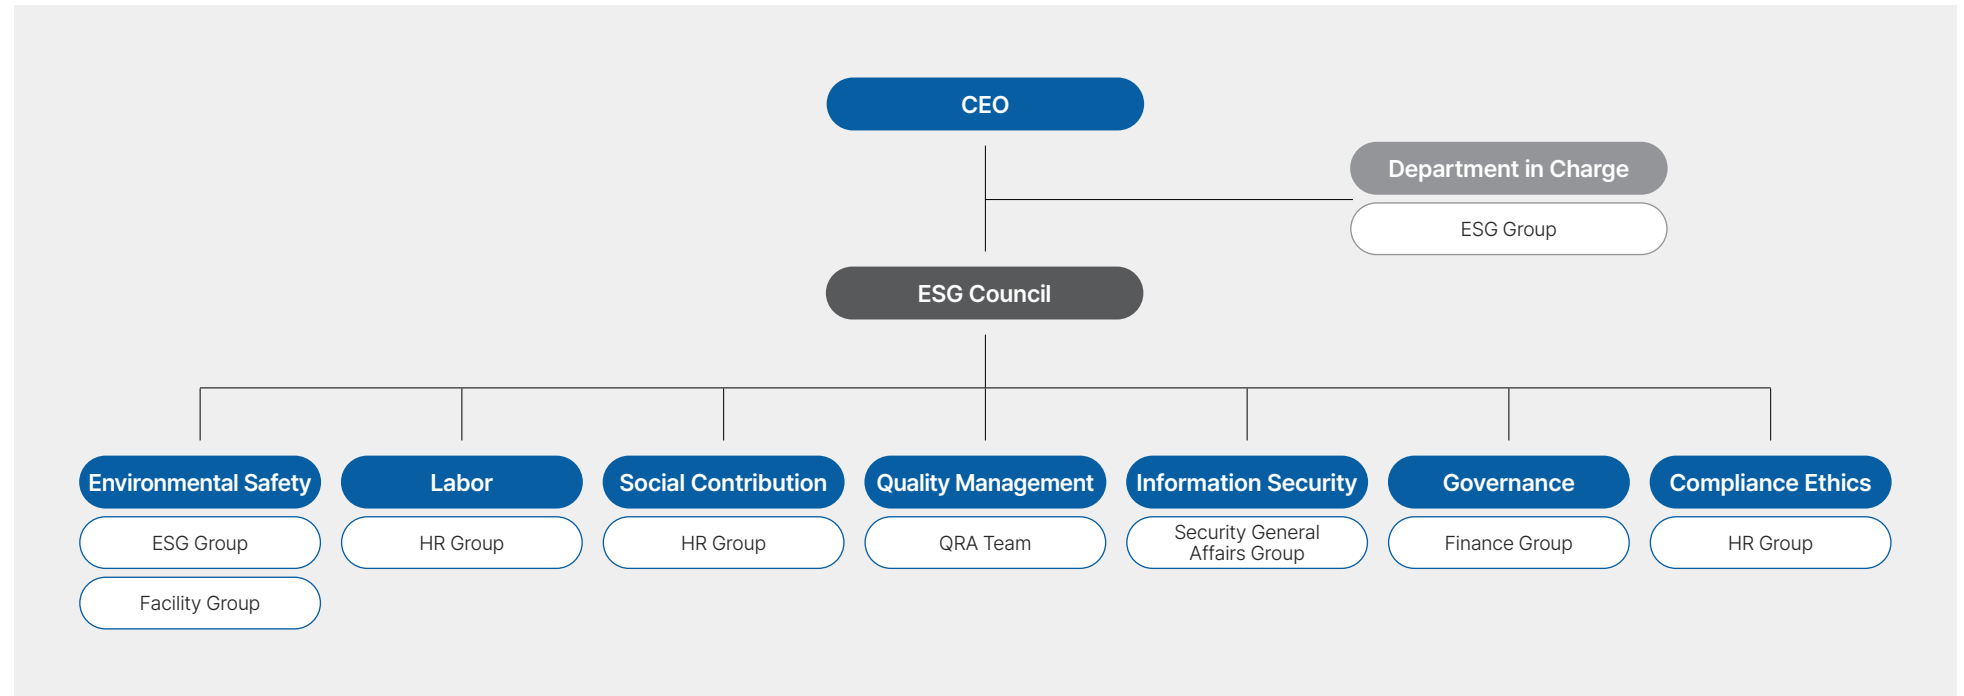 CEO
Department in Charge
ESG Group
ESG Council
Environmental Safety
ESG Group
Facility Group
Labor
HR Group
Social Contribution
HR Group
Quality Management
QRA Team
Information Security
Security General
Affairs Group
Governance
Finance Group
Compliance Ethics
HR Group